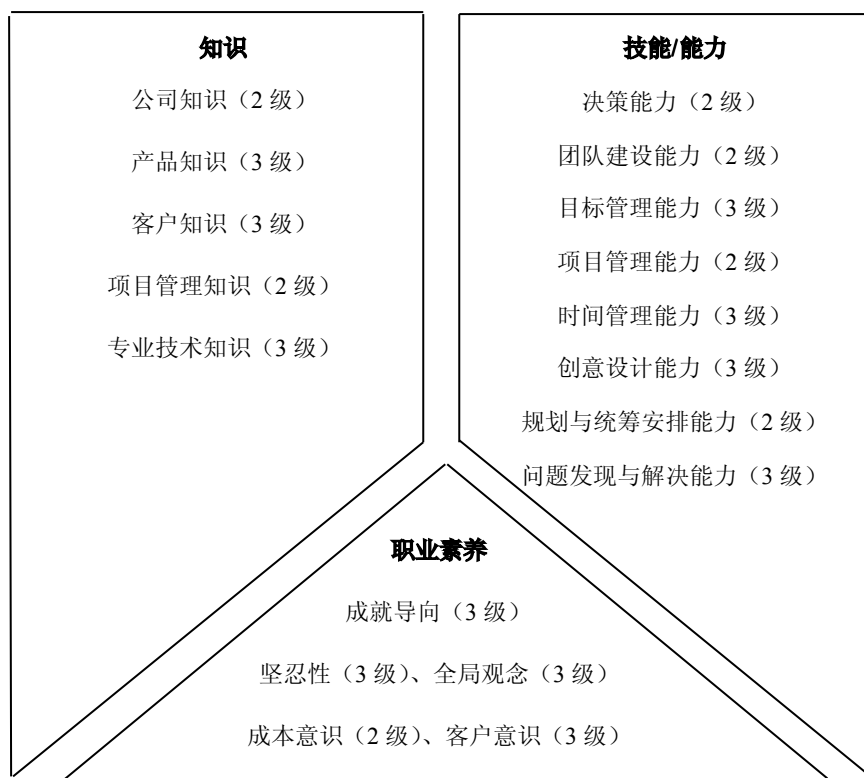 知识
公司知识（2 级）
产品知识（3 级）
客户知识（3 级）
项目管理知识（2 级）
专业技术知识（3 级）
技能/能力
决策能力（2 级）
团队建设能力（2 级）
目标管理能力（3 级）
项目管理能力（2 级）
时间管理能力（3 级）
创意设计能力（3 级）
规划与统筹安排能力（2 级）
问题发现与解决能力（3 级）
职业素养
成就导向（3 级）
坚忍性（3 级）、全局观念（3 级）
成本意识（2 级）、客户意识（3 级）